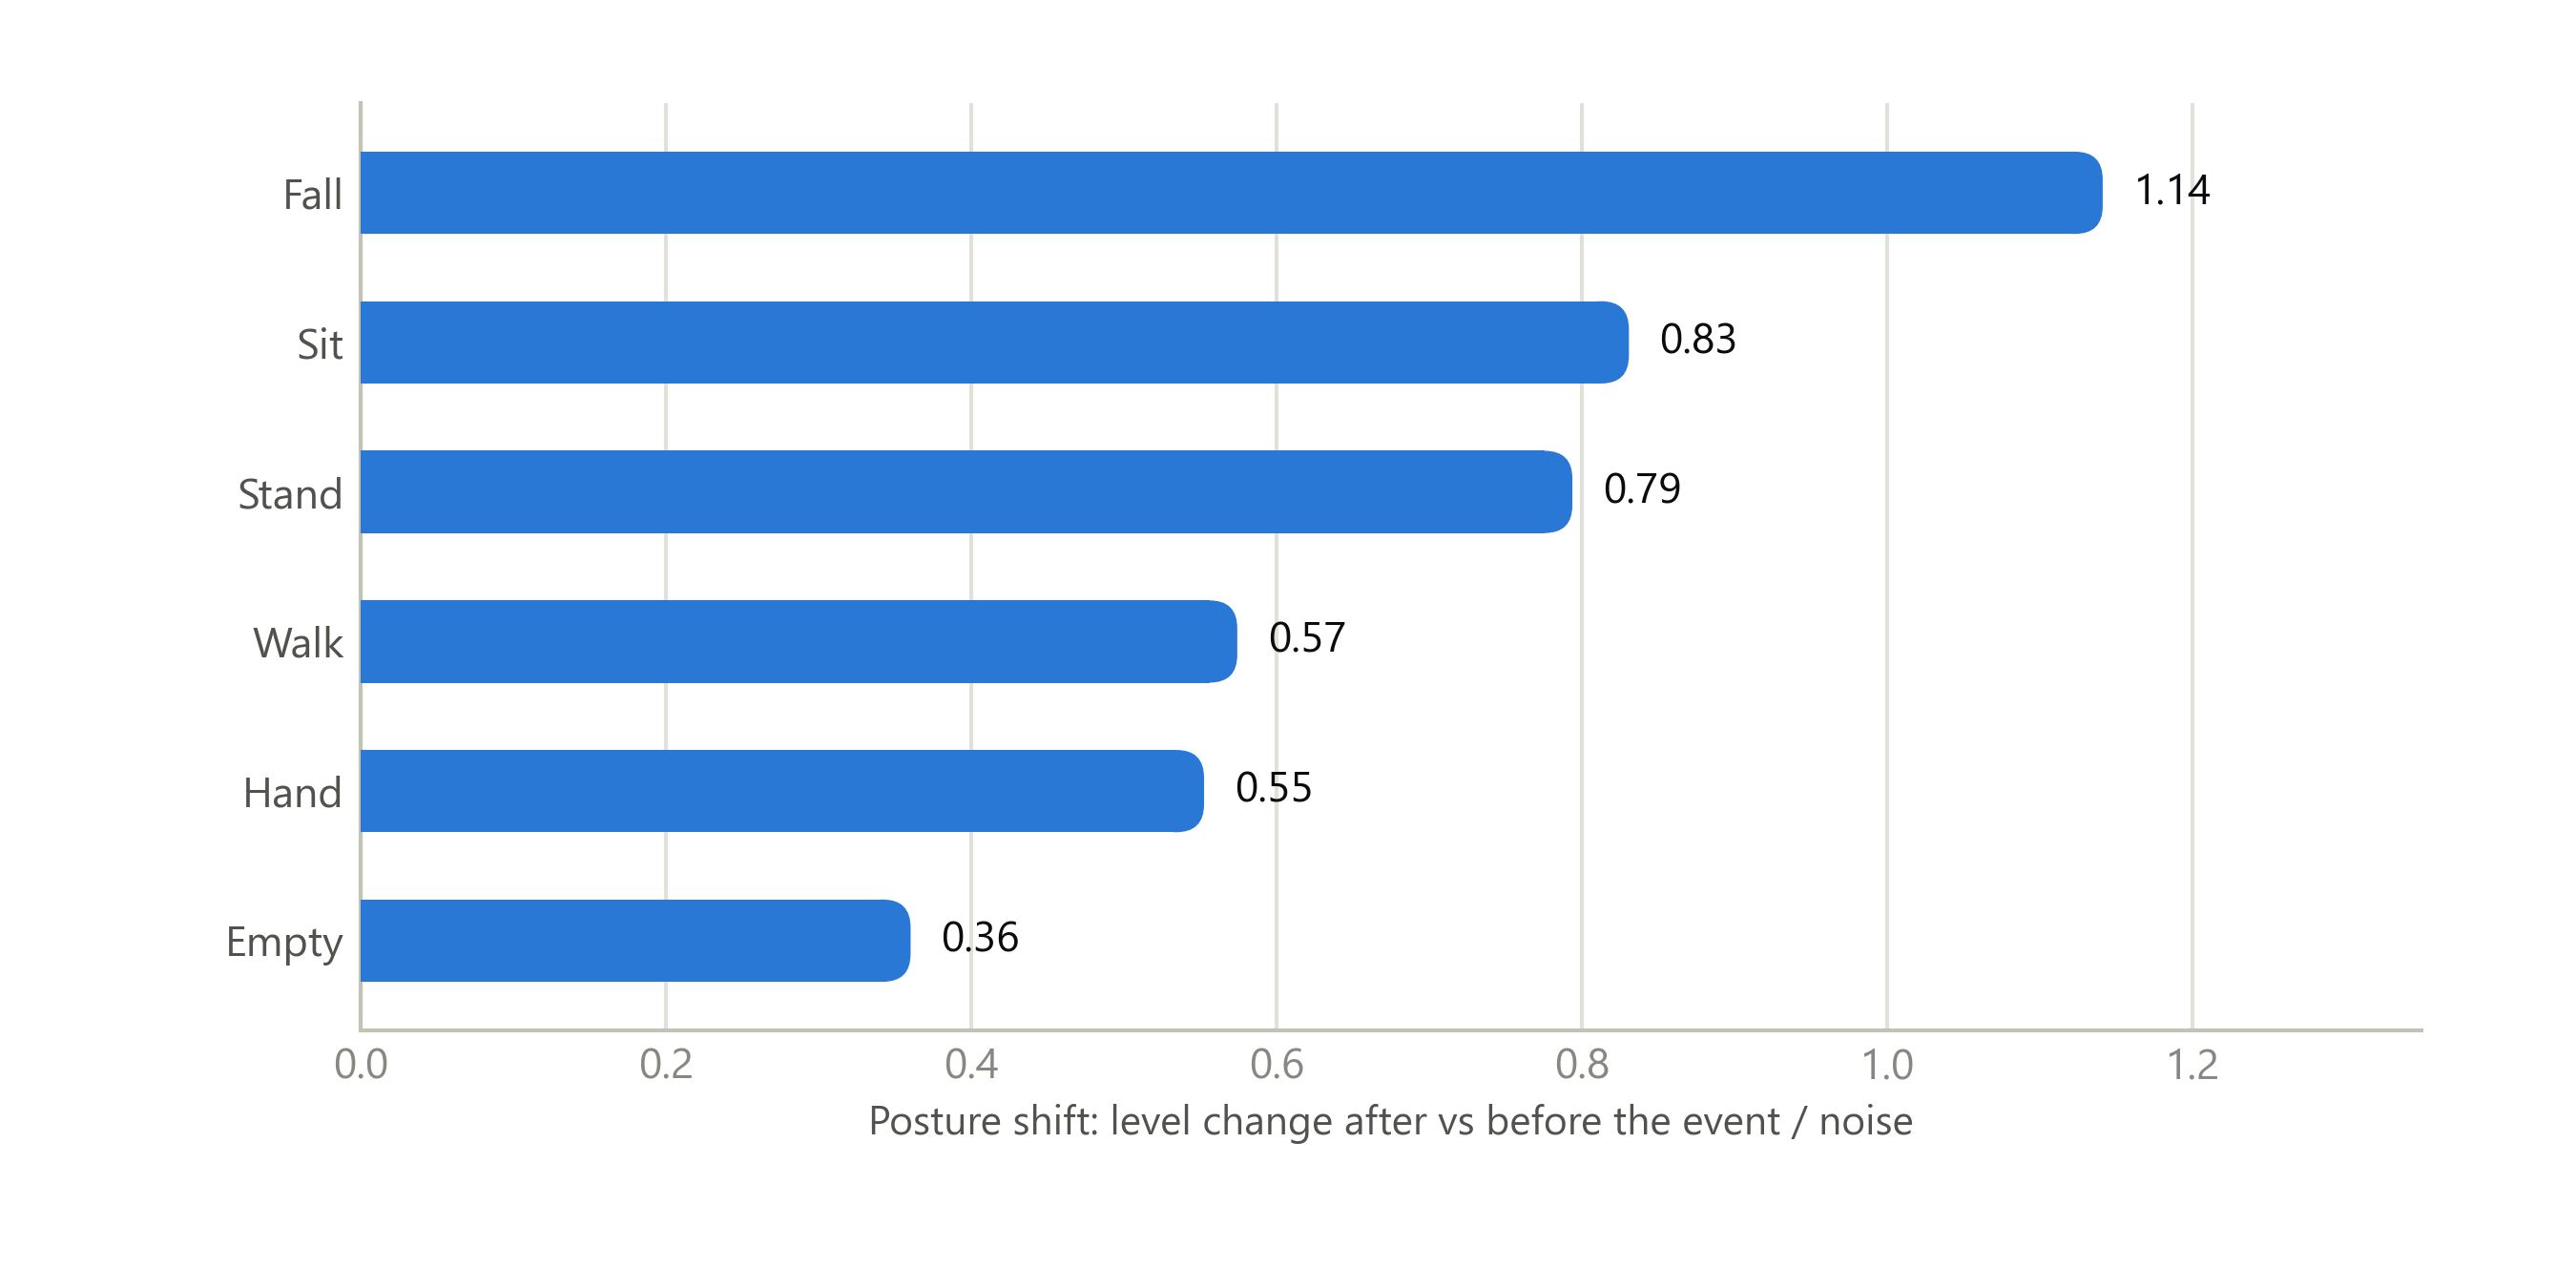 Fall 1.14
Sit 0.83
Stand 0.79
Walk 0.57
Hand 0.55
Empty 0.36
0.0 0.2 0.4 0.6 0.8 1.0 1.2
Posture shift: level change after vs before the event / noise